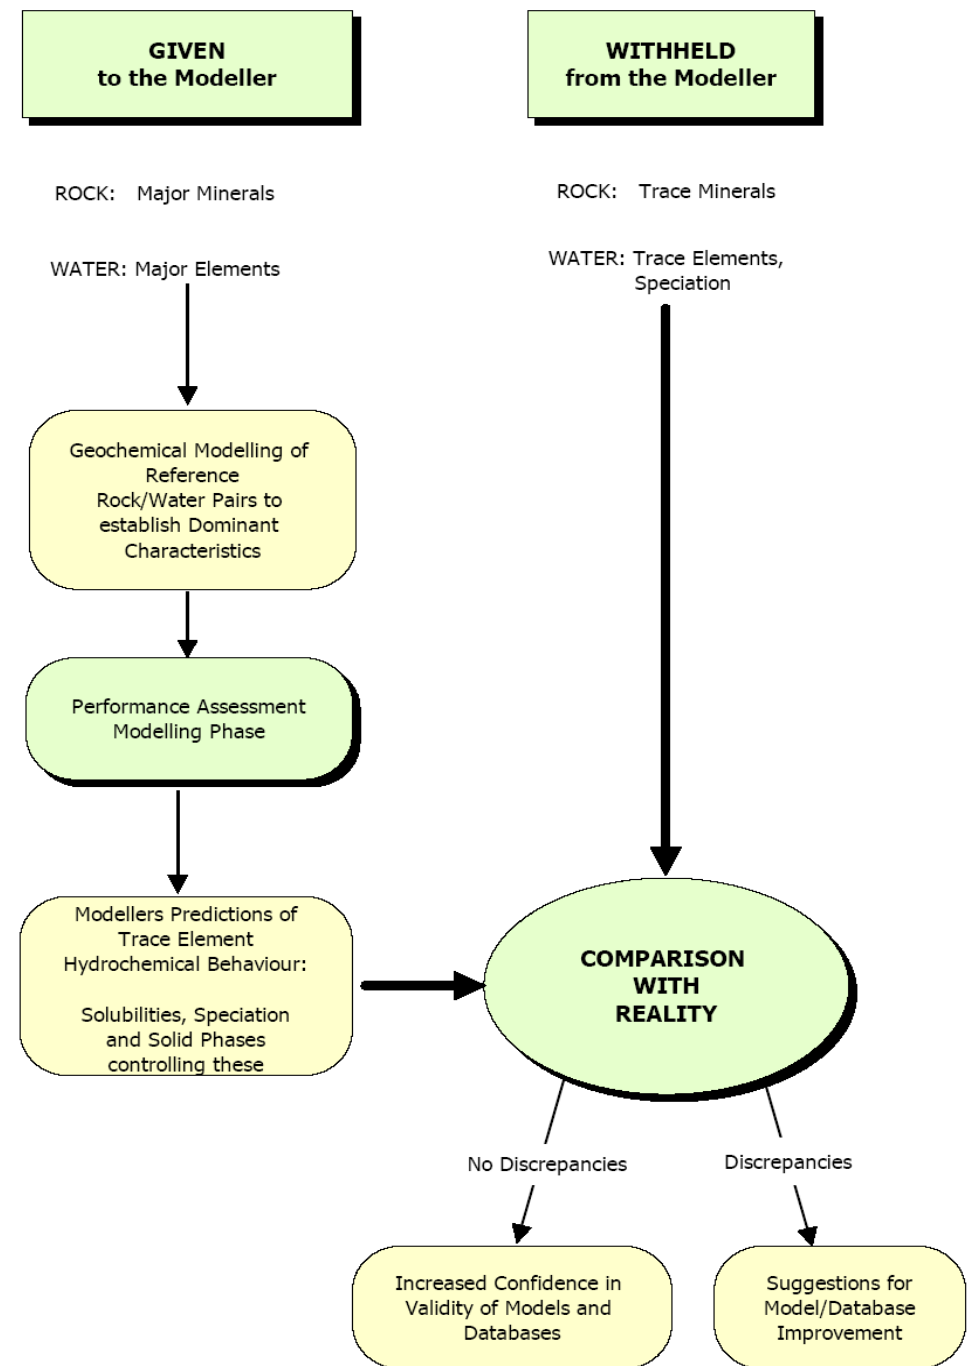 GIVEN
to the Modeller
WITHHELD
from the Modeller
ROCK: Major Minerals
WATER: Major Elements
ROCK: Trace Minerals
WATER: Trace Elements,
Speciation
Geochemical Modelling of
Reference
Rock/Water Pairs to
establish Dominant
Characteristics
Performance Assessment
Modelling Phase
Modellers Predictions of
Trace Element
Hydrochemical Behaviour:
Solubilities, Speciation
and Solid Phases
controlling these
COMPARISON
WITH
REALITY
No Discrepancies
Discrepancies
Increased Confidence in
Validity of Models and
Databases
Suggestions for
Model/Database
Improvement